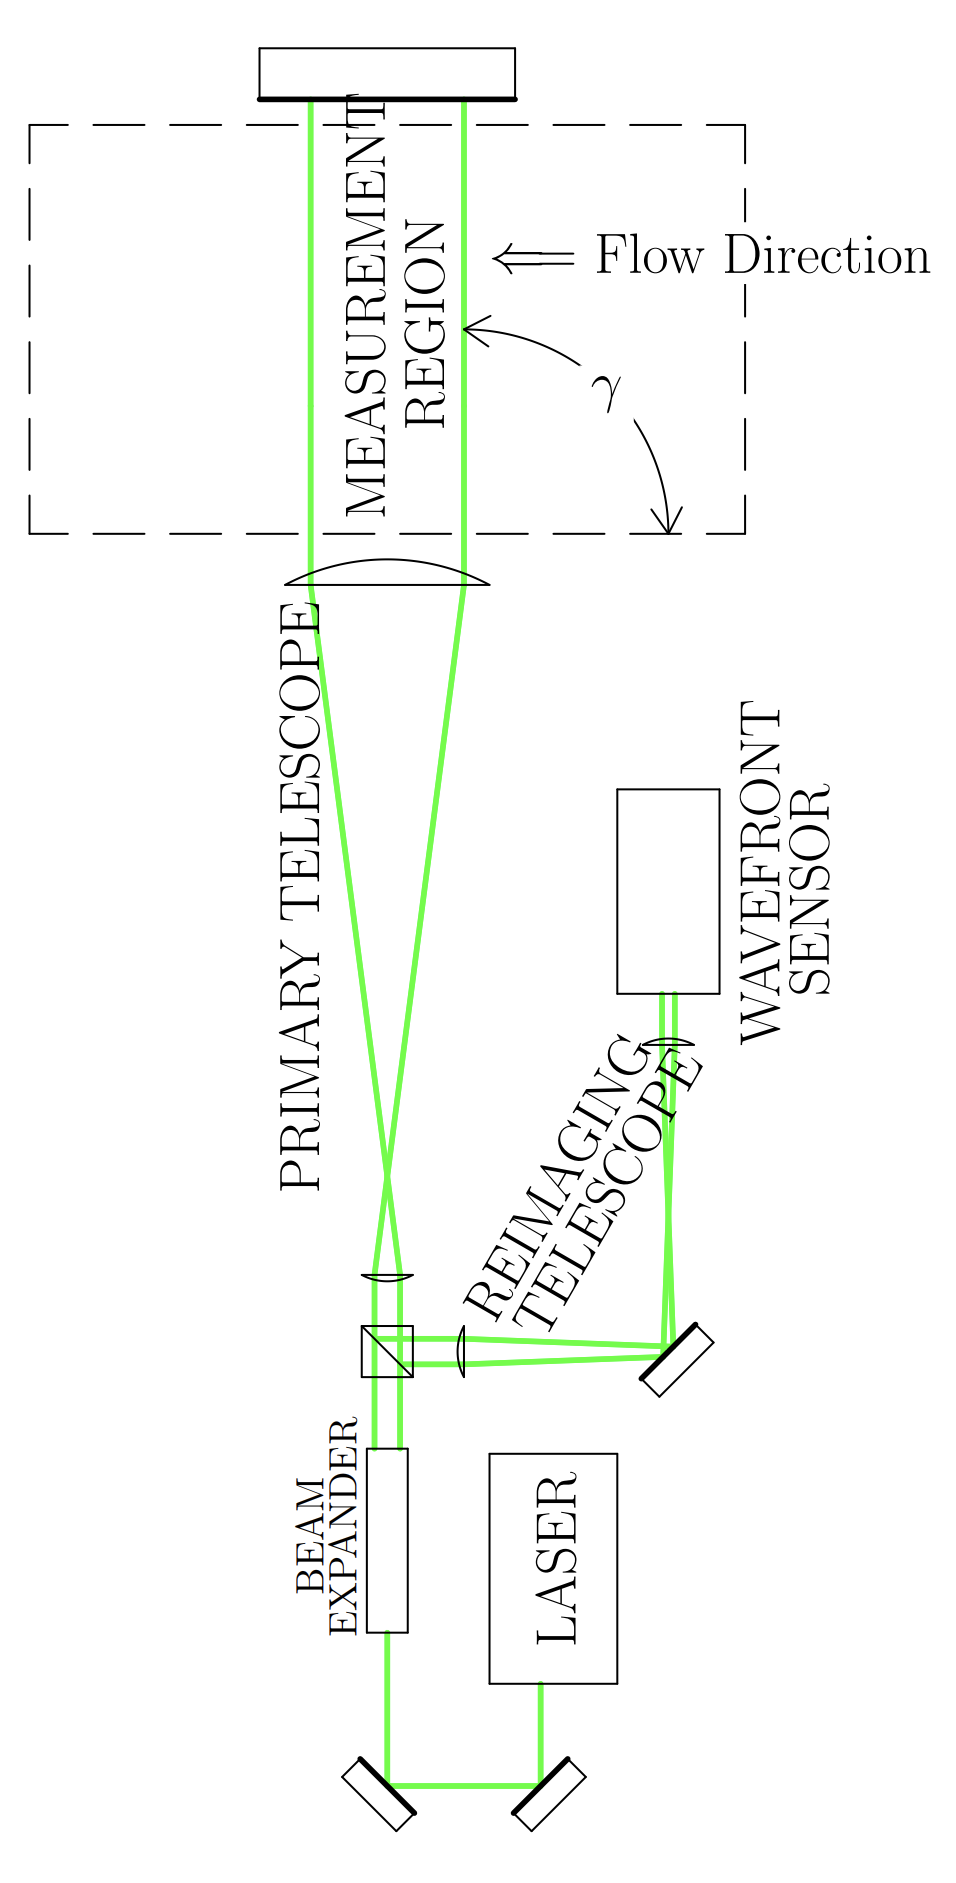 MEASUREMENT
REGION
Flow Direction
γ
PRIMARY TELESCOPE
WAVEFRONT
SENSOR
REIMAGING
TELESCOPE
BEAM
EXPANDER
LASER